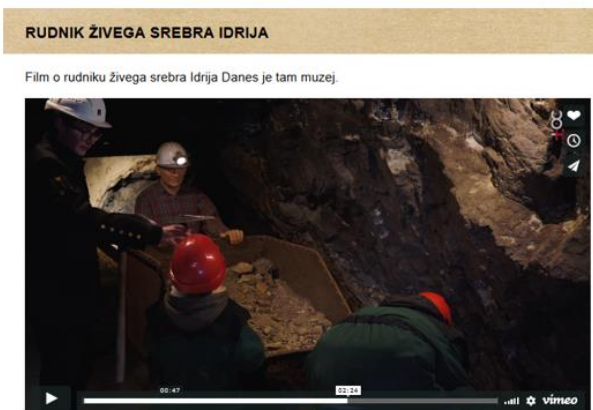 RUDNIK ŽIVEGA SREBRA IDRIJA
Film o rudniku živega srebra Idrija Danes je tam muzej.
00:47
02:24
vimeo